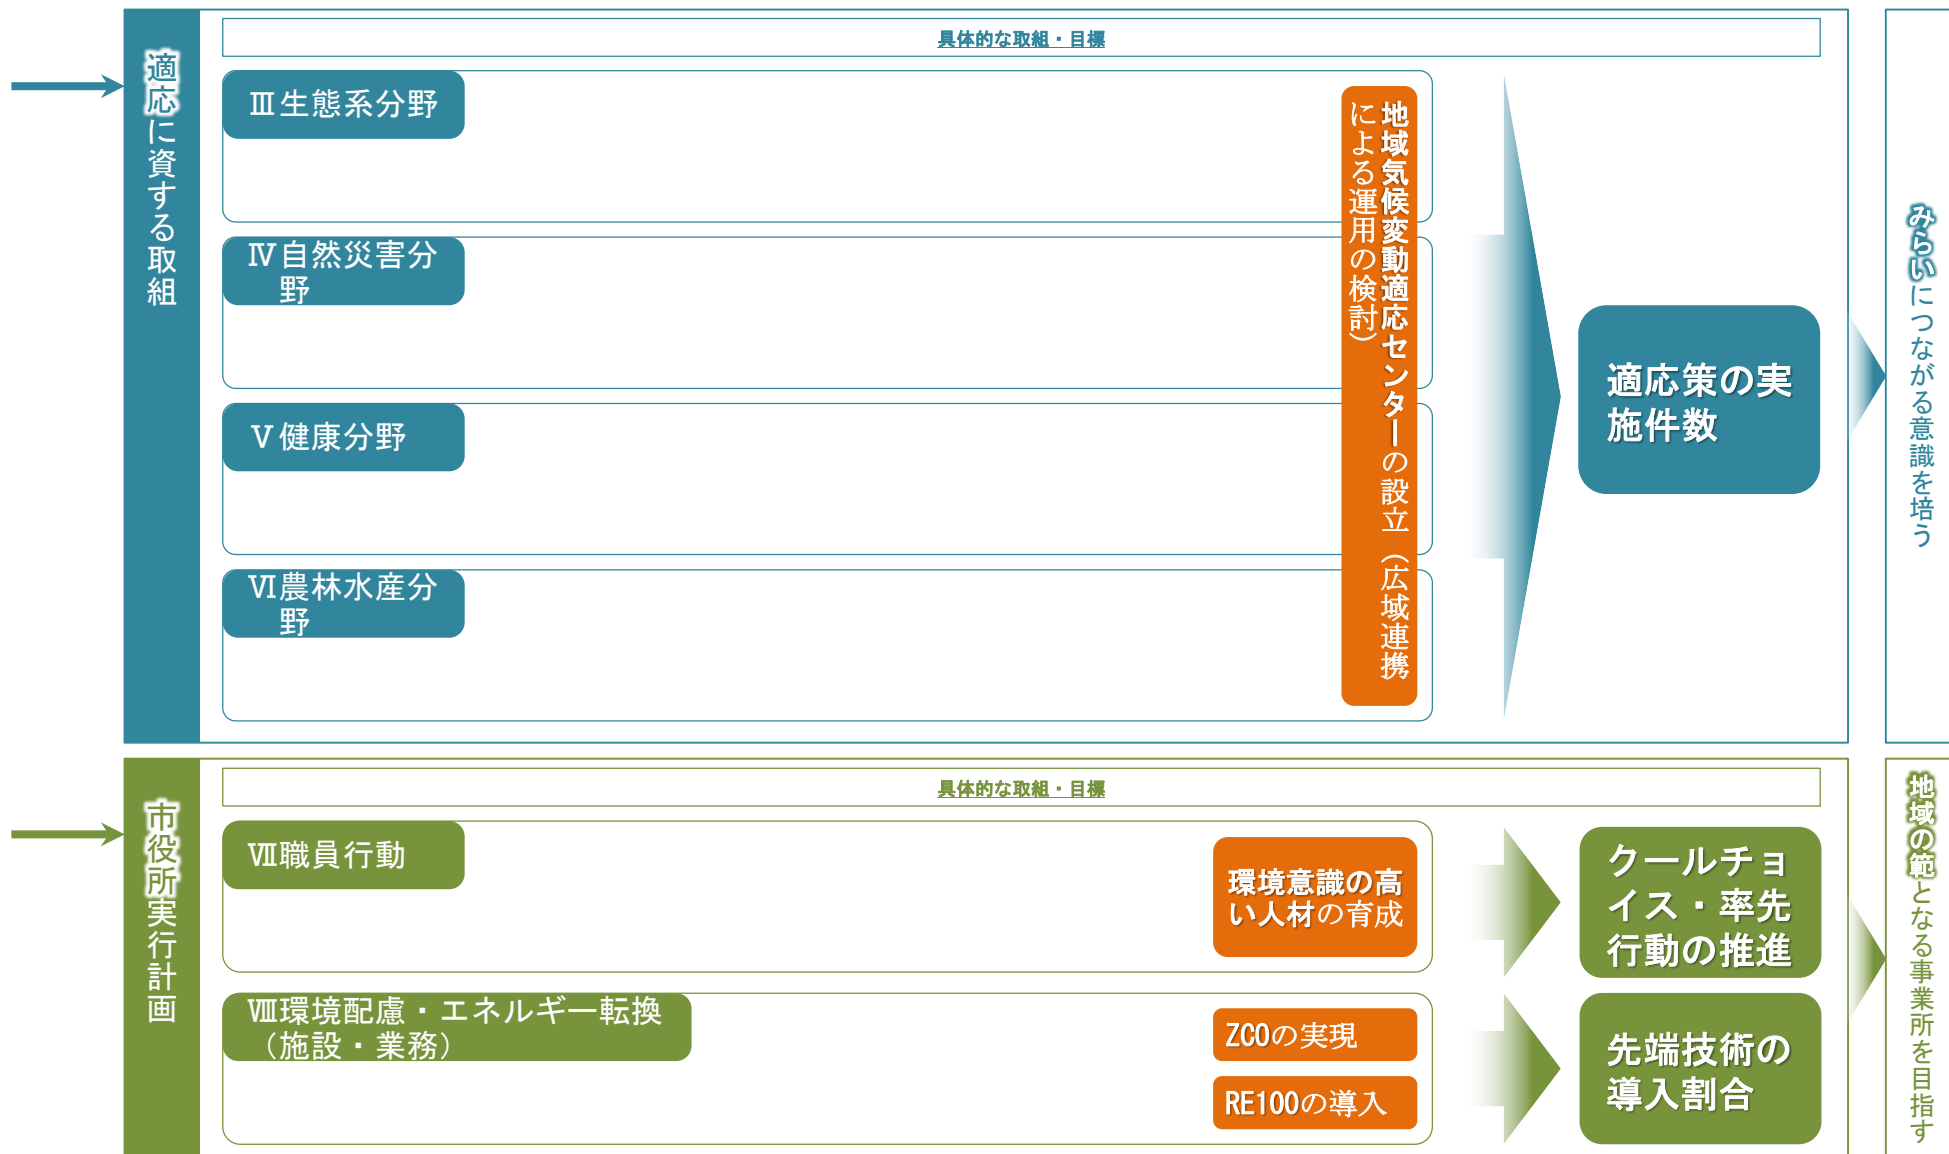 適応に資する取組
具体的な取組・目標
Ⅲ生態系分野
Ⅳ自然災害分
野
Ⅴ健康分野
Ⅵ農林水産分
野
地域気候変動適応センターの設立（広域連携
による運用の検討）
適応策の実
施件数
みらいにつながる意識を培う
市役所実行計画
具体的な取組・目標
Ⅶ職員行動
環境意識の高
い人材の育成
クールチョ
イス・率先
行動の推進
Ⅷ環境配慮・エネルギー転換
（施設・業務）
ZCOの実現
RE100の導入
先端技術の
導入割合
地域の範となる事業所を目指す